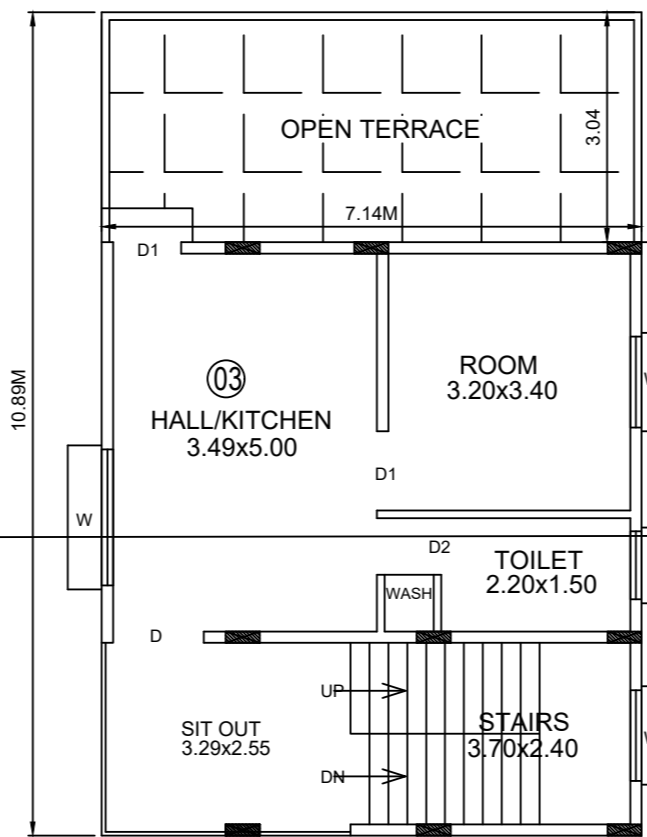 OPEN TERRACE
3.04
7.14M
D1
10.89M
03
HALL/KITCHEN
3.49x5.00
ROOM
3.20x3.40
D1
W
D2
TOILET
2.20x1.50
WASH
D
UP
SIT OUT
3.29x2.55
STAIRS
3.70x2.40
DN